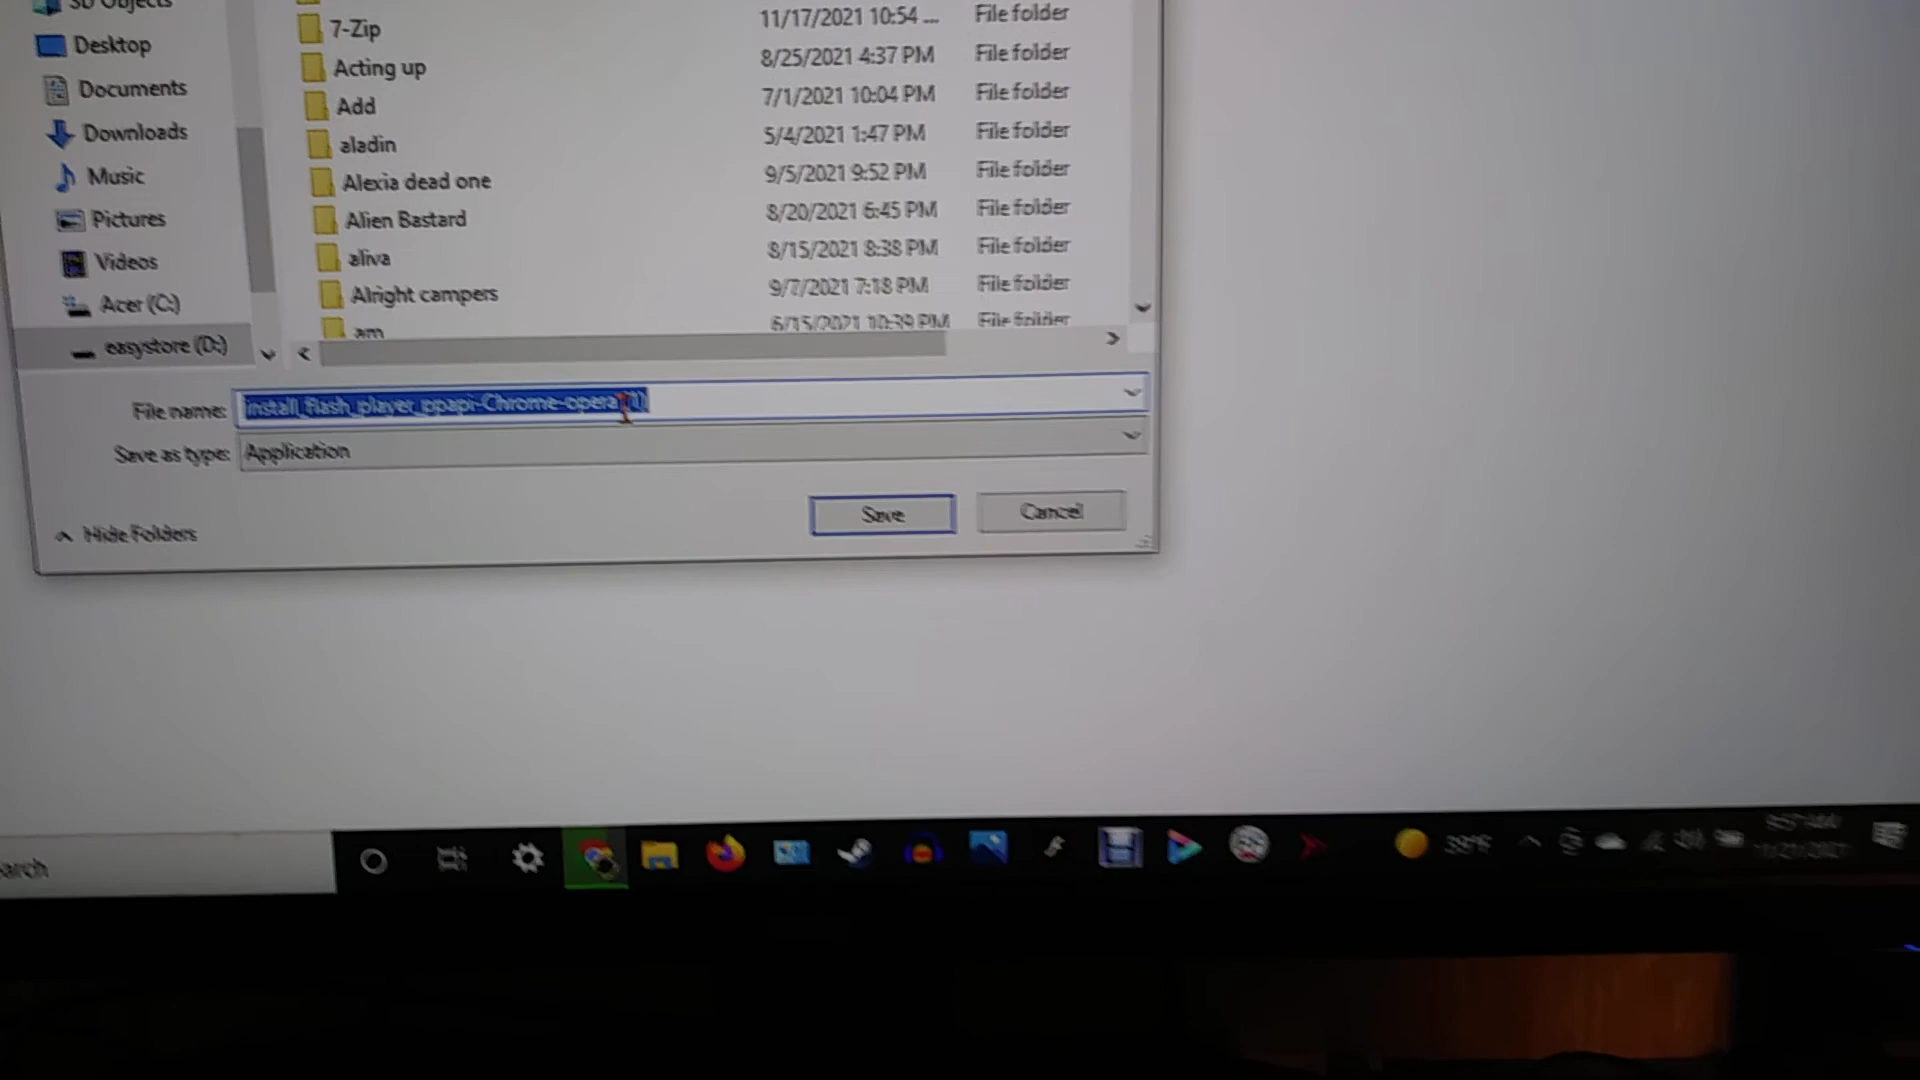 3D Objects
Desktop
Documents
Downloads
Music
Pictures
Videos
Acer (C:)
easystore (D:)
7-Zip 11/17/2021 10:54 ... File folder
Acting up 8/25/2021 4:37 PM File folder
Add 7/1/2021 10:04 PM File folder
aladin 5/4/2021 1:47 PM File folder
Alexia dead one 9/5/2021 9:52 PM File folder
Alien Bastard 8/20/2021 6:45 PM File folder
aliva 8/15/2021 8:38 PM File folder
Alright campers 9/7/2021 7:18 PM File folder
am 6/15/2021 10:39 PM File folder
File name: install_flash_player_ppapi-Chrome-opera (1)
Save as type: Application
Hide Folders
Save
Cancel
arch
39°F